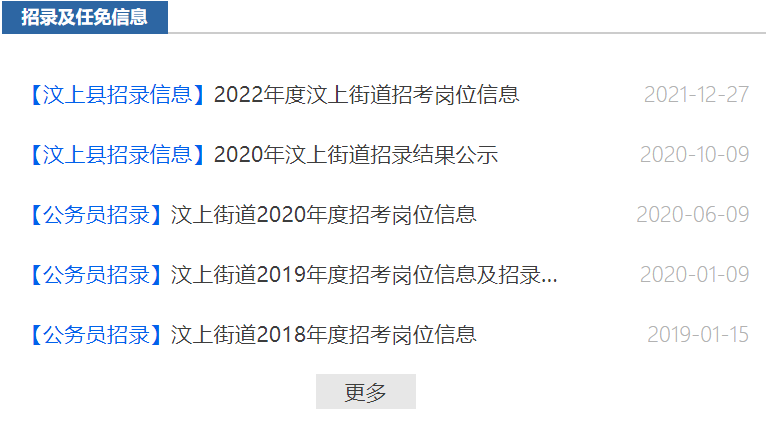 招录及任免信息
【汶上县招录信息】2022年度汶上街道招考岗位信息 2021-12-27
【汶上县招录信息】2020年汶上街道招录结果公示 2020-10-09
【公务员招录】汶上街道2020年度招考岗位信息 2020-06-09
【公务员招录】汶上街道2019年度招考岗位信息及招录... 2020-01-09
【公务员招录】汶上街道2018年度招考岗位信息 2019-01-15
更多